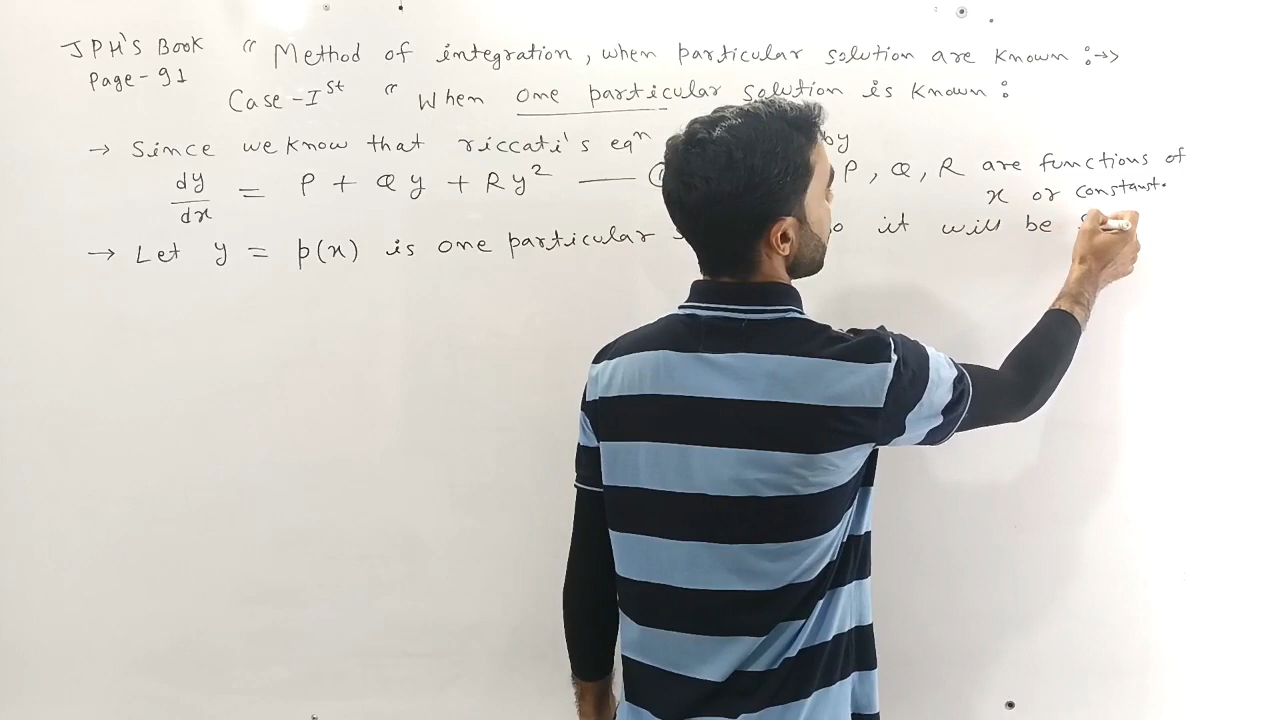 JPH'S Book " Method of integration, when particular solution are known :→>
Page-91
Case-Iˢᵗ " When one particular solution is known :
→ Since we know that riccati's eqⁿ by
dy/dx = P + Qy + Ry² — P, Q, R are functions of
x or constant.
→ Let y = p(x) is one particular it will be